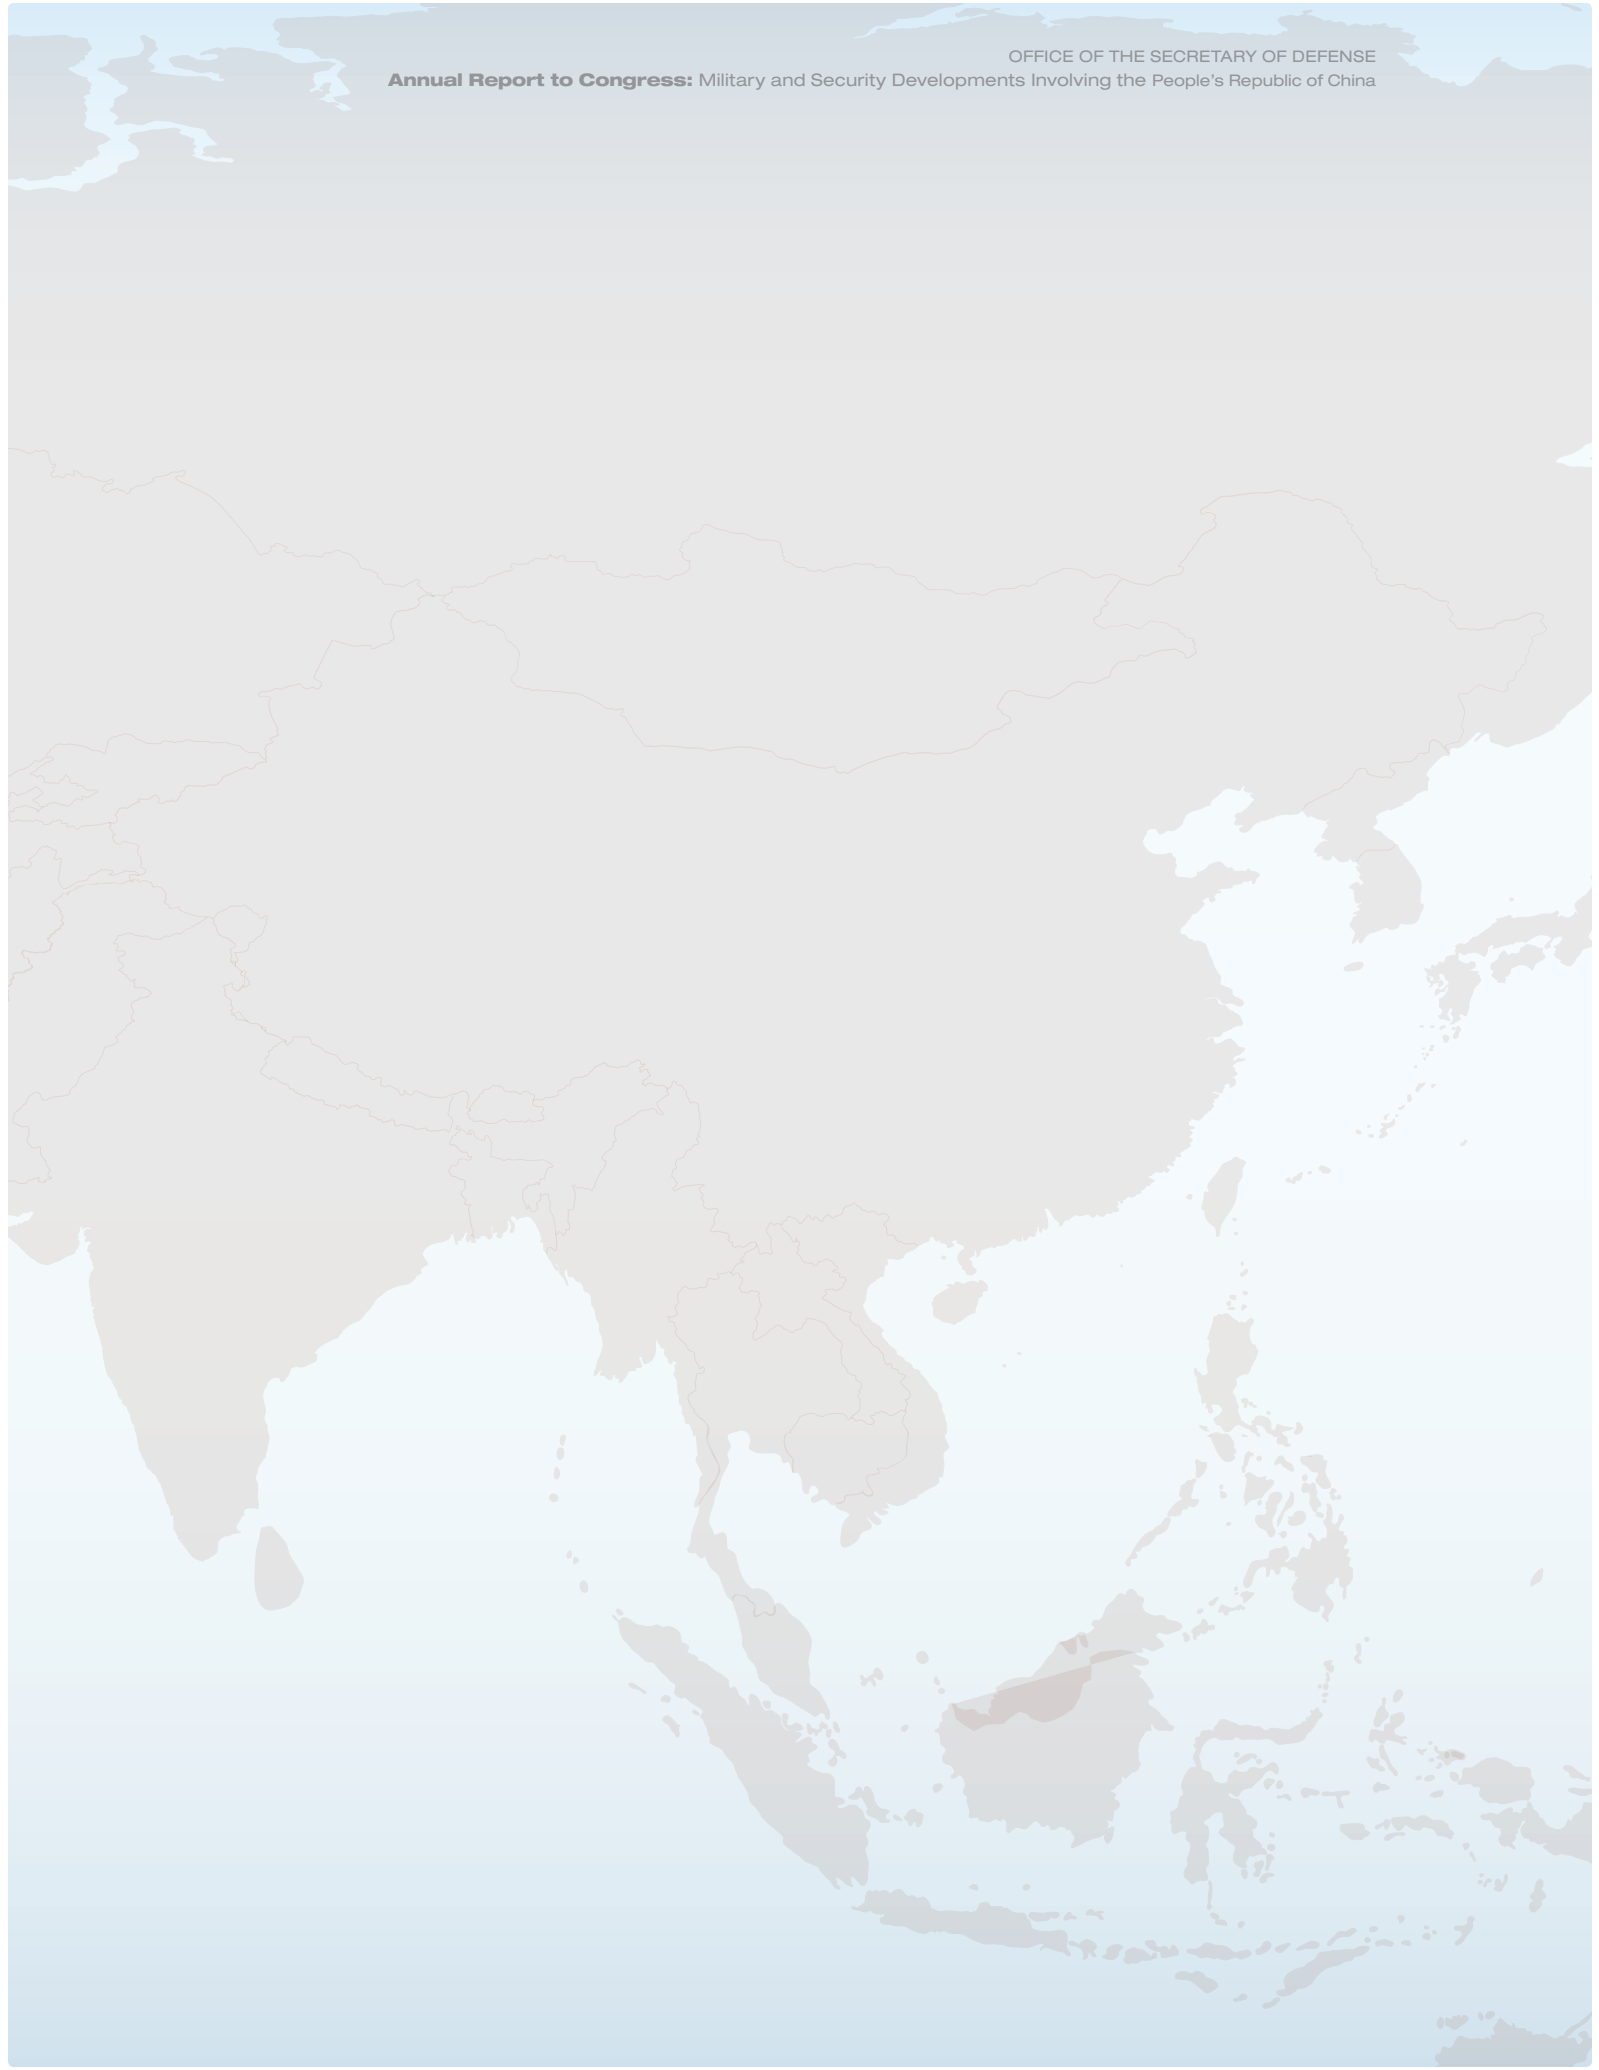 OFFICE OF THE SECRETARY OF DEFENSE
Annual Report to Congress: Military and Security Developments Involving the People’s Republic of China